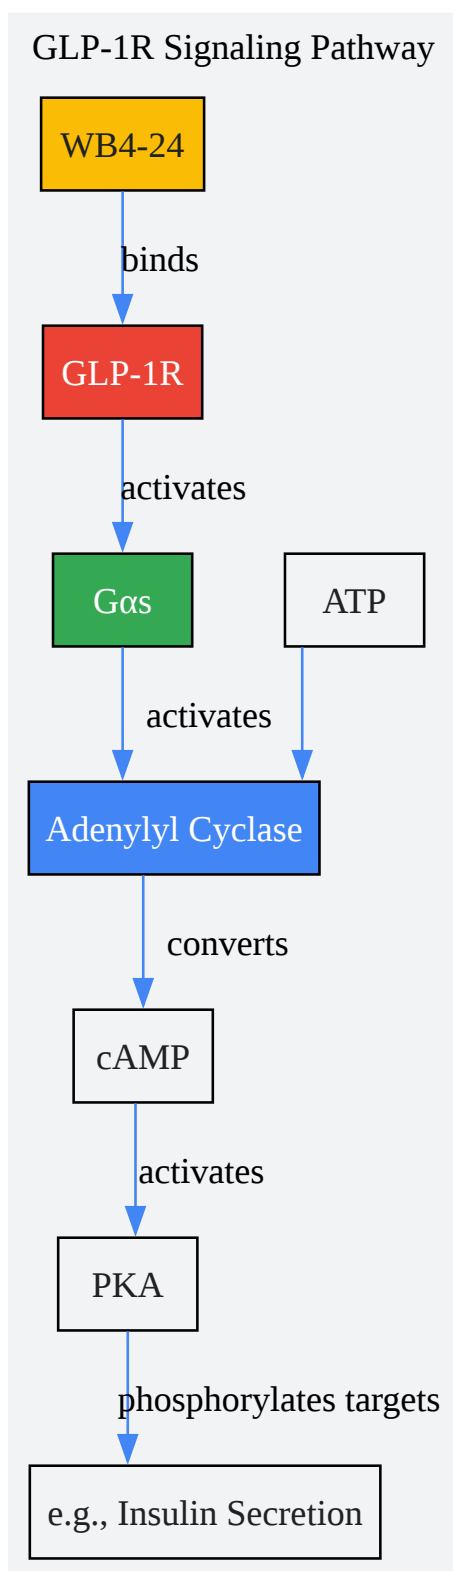 GLP-1R Signaling Pathway
WB4-24
binds
GLP-1R
activates
Gαs
ATP
activates
Adenylyl Cyclase
converts
cAMP
activates
PKA
phosphorylates targets
e.g., Insulin Secretion